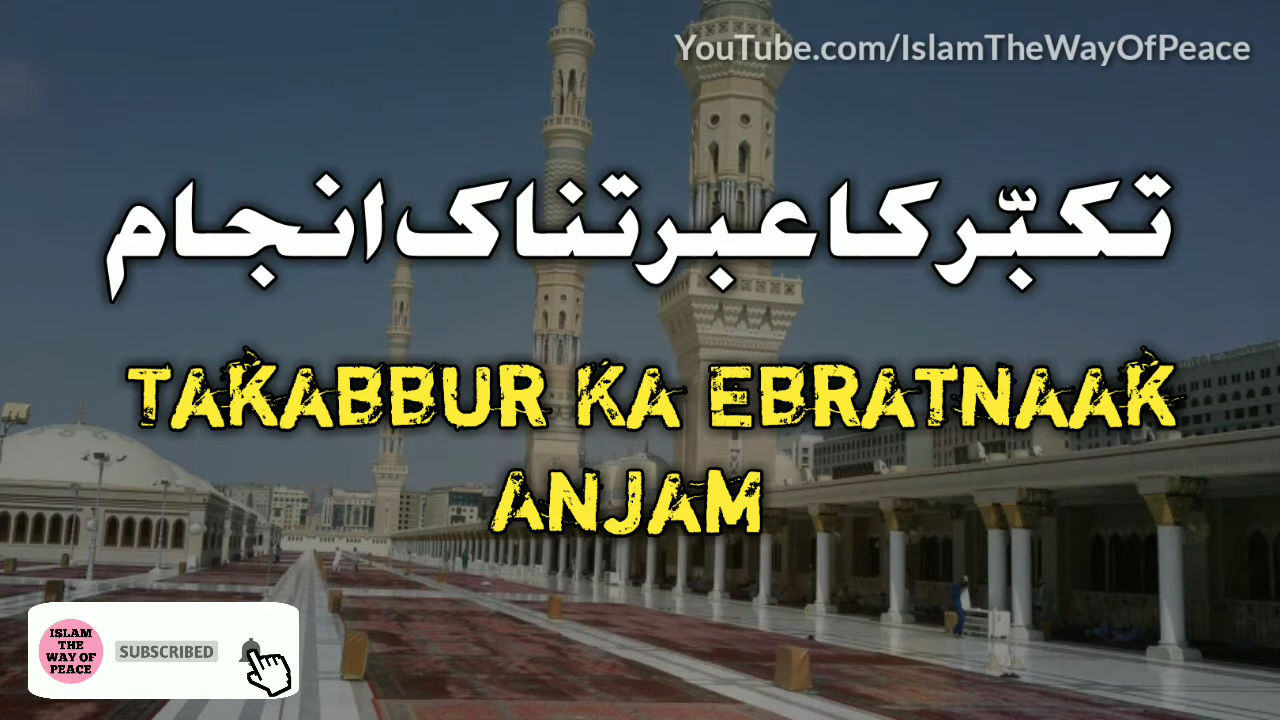 YouTube.com/IslamTheWayOfPeace
تکبّر کا عبرتناک انجام
TAKABBUR KA EBRATNAAK
ANJAM
ISLAM
THE
WAY OF
PEACE
SUBSCRIBED